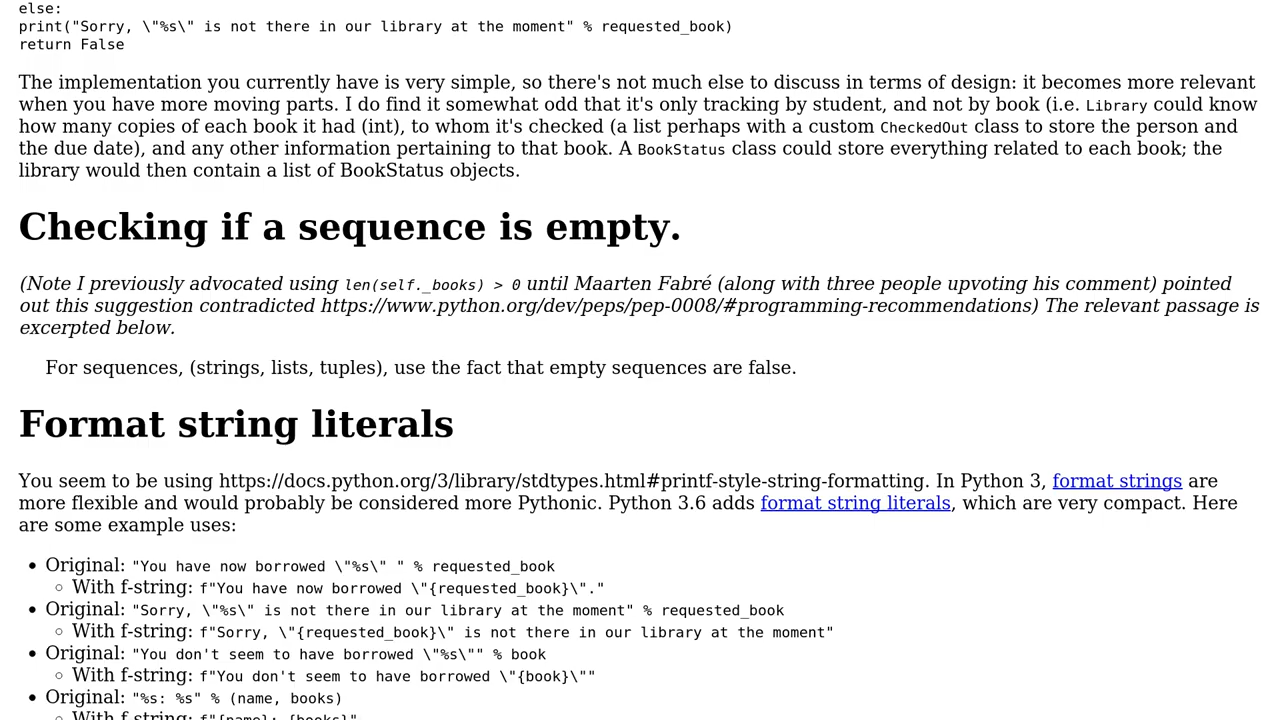 else:
print("Sorry, \"%s\" is not there in our library at the moment" % requested_book)
return False
The implementation you currently have is very simple, so there's not much else to discuss in terms of design: it becomes more relevant
when you have more moving parts. I do find it somewhat odd that it's only tracking by student, and not by book (i.e. Library could know
how many copies of each book it had (int), to whom it's checked (a list perhaps with a custom CheckedOut class to store the person and
the due date), and any other information pertaining to that book. A BookStatus class could store everything related to each book; the
library would then contain a list of BookStatus objects.
Checking if a sequence is empty.
(Note I previously advocated using len(self._books) > 0 until Maarten Fabré (along with three people upvoting his comment) pointed
out this suggestion contradicted https://www.python.org/dev/peps/pep-0008/#programming-recommendations) The relevant passage is
excerpted below.
For sequences, (strings, lists, tuples), use the fact that empty sequences are false.
Format string literals
You seem to be using https://docs.python.org/3/library/stdtypes.html#printf-style-string-formatting. In Python 3, format strings are
more flexible and would probably be considered more Pythonic. Python 3.6 adds format string literals, which are very compact. Here
are some example uses:
• Original: "You have now borrowed \"%s\" " % requested_book
◦ With f-string: f"You have now borrowed \"{requested_book}\"."
• Original: "Sorry, \"%s\" is not there in our library at the moment" % requested_book
◦ With f-string: f"Sorry, \"{requested_book}\" is not there in our library at the moment"
• Original: "You don't seem to have borrowed \"%s\"" % book
◦ With f-string: f"You don't seem to have borrowed \"{book}\""
• Original: "%s: %s" % (name, books)
◦ With f-string: f"{name}: {books}"